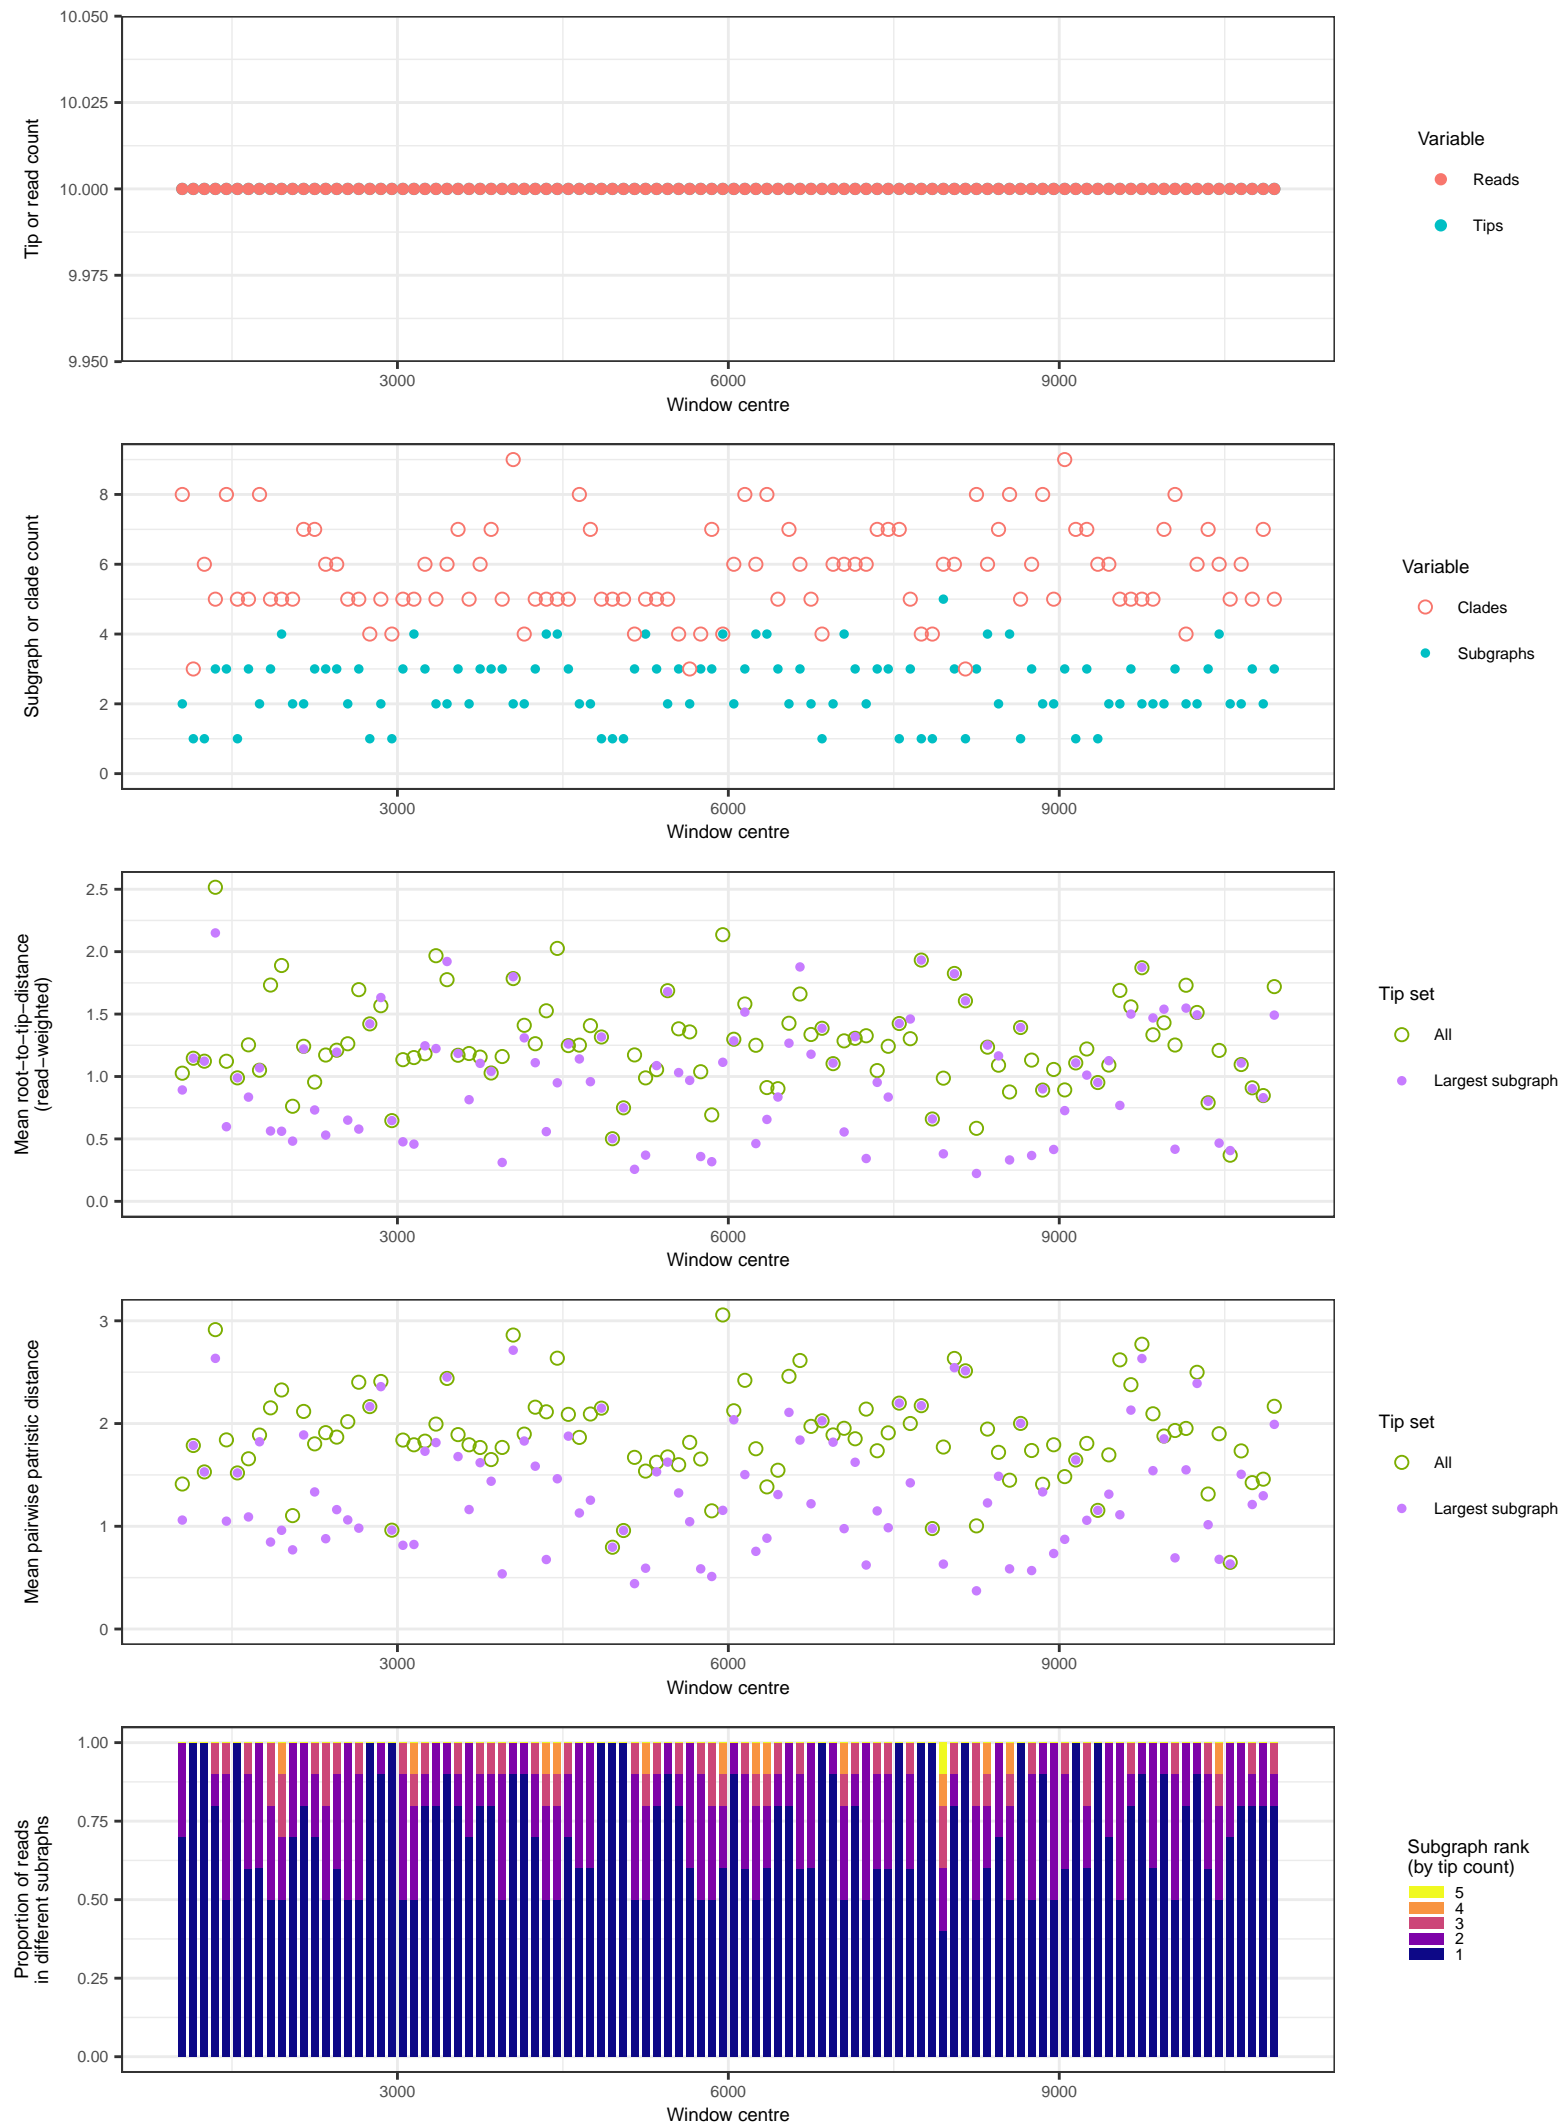 10.050
10.025
10.000
9.975
9.950
Tip or read count
3000 6000 9000
Window centre
Variable
Reads
Tips
8
6
4
2
0
Subgraph or clade count
3000 6000 9000
Window centre
Variable
Clades
Subgraphs
2.5
2.0
1.5
1.0
0.5
0.0
Mean root−to−tip−distance
(read−weighted)
3000 6000 9000
Window centre
Tip set
All
Largest subgraph
3
2
1
0
Mean pairwise patristic distance
3000 6000 9000
Window centre
Tip set
All
Largest subgraph
1.00
0.75
0.50
0.25
0.00
Proportion of reads
in different subraphs
3000 6000 9000
Window centre
Subgraph rank
(by tip count)
5
4
3
2
1